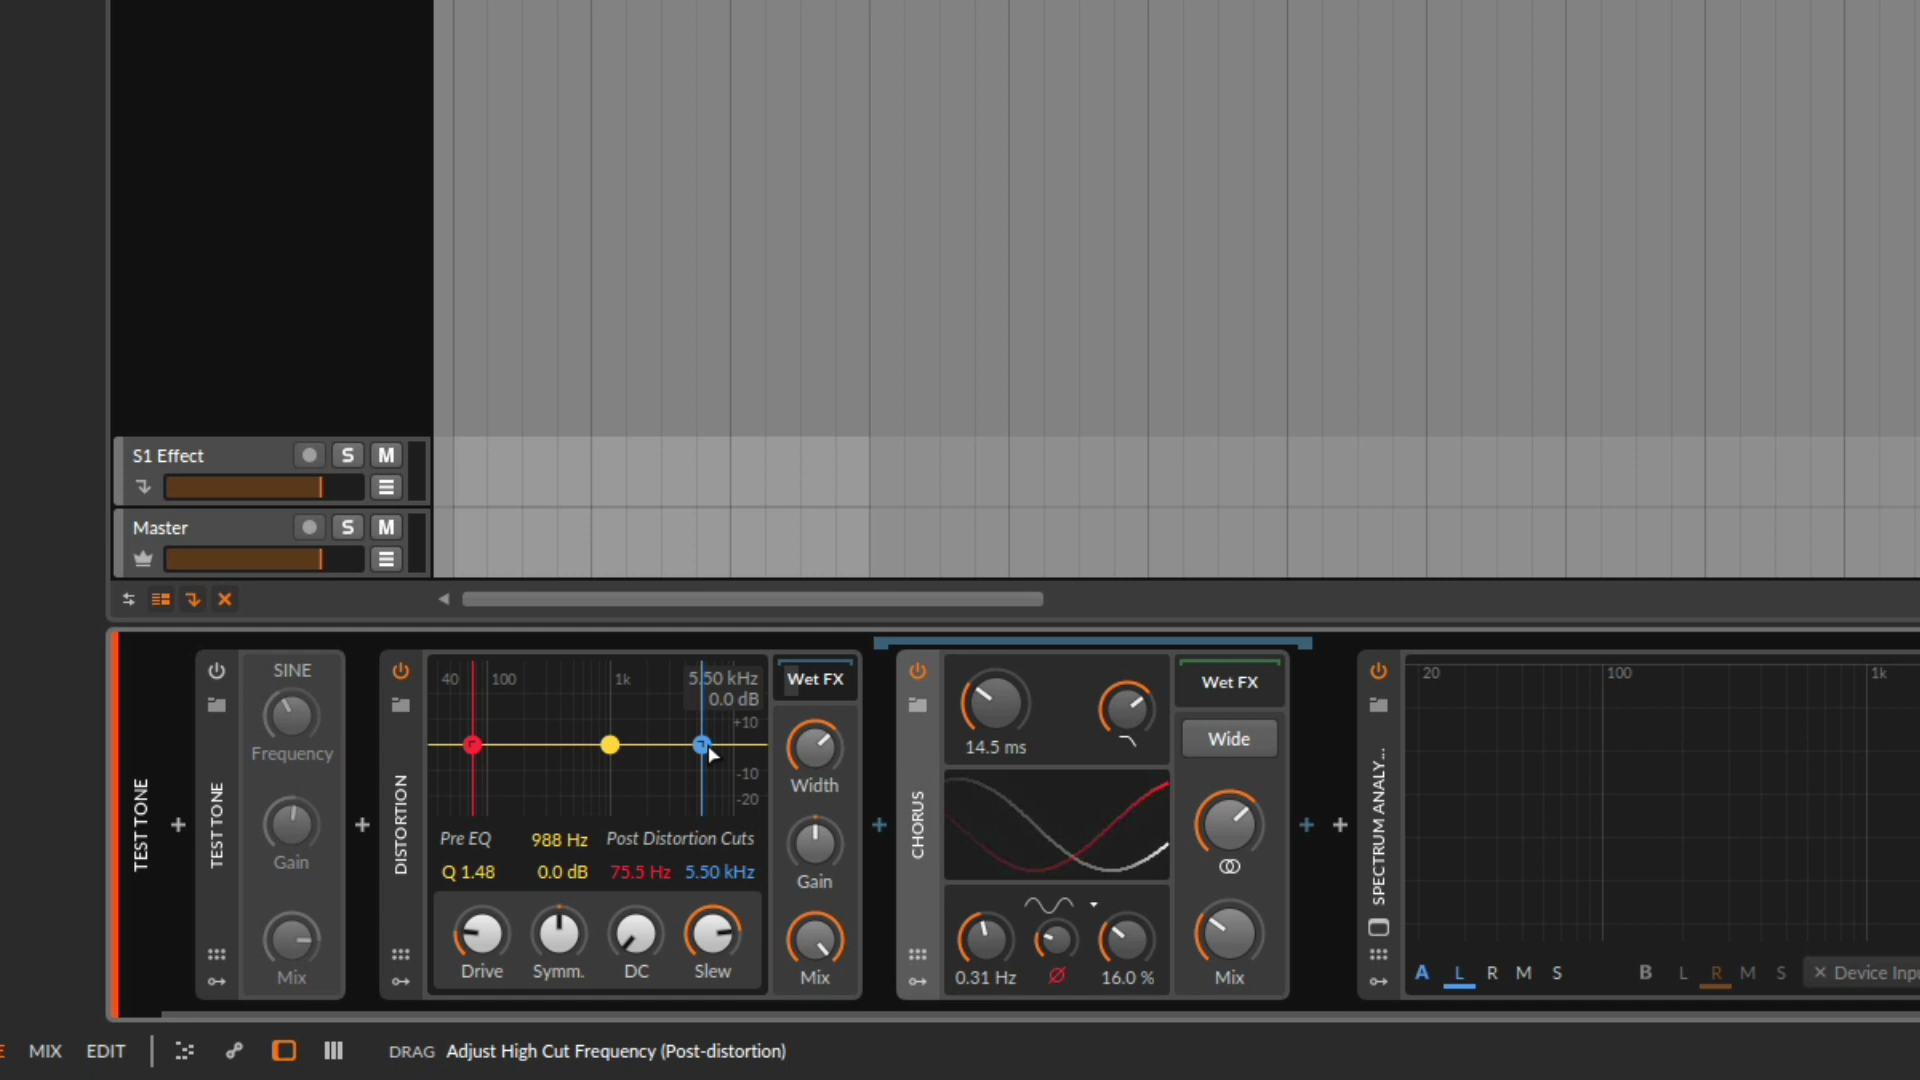 S1 Effect
S M
Master
S M
TEST TONE
TEST TONE
SINE
Frequency
Gain
Mix
DISTORTION
40 100 1k
5.50 kHz
0.0 dB
+10
-10
-20
Pre EQ 988 Hz Post Distortion Cuts
Q 1.48 0.0 dB 75.5 Hz 5.50 kHz
Drive Symm. DC Slew
Wet FX
Width
Gain
Mix
CHORUS
14.5 ms
0.31 Hz 16.0 %
Wet FX
Wide
Mix
SPECTRUM ANALY...
20 100 1k
A L R M S B L R M S × Device Inpu
E MIX EDIT DRAG Adjust High Cut Frequency (Post-distortion)